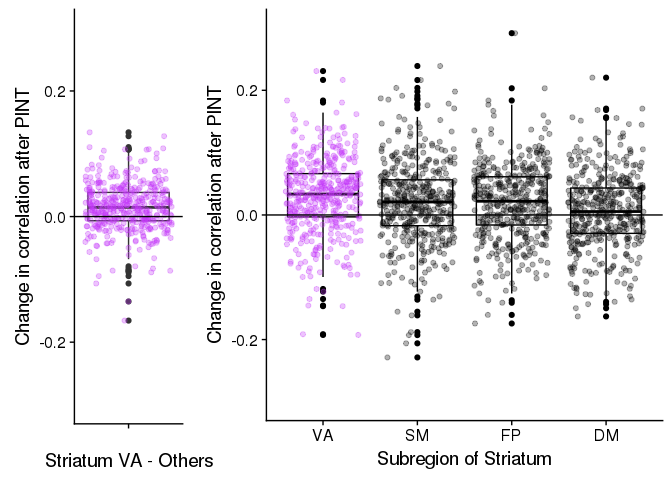 Change in correlation after PINT
0.2
0.0
-0.2
Striatum VA - Others
Change in correlation after PINT
0.2
0.0
-0.2
VA SM FP DM
Subregion of Striatum